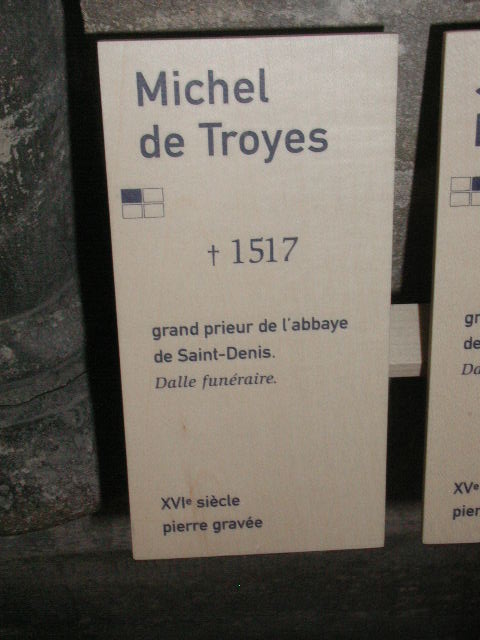 Michel
de Troyes
† 1517
grand prieur de l'abbaye
de Saint-Denis.
Dalle funéraire.
XVIe siècle
pierre gravée